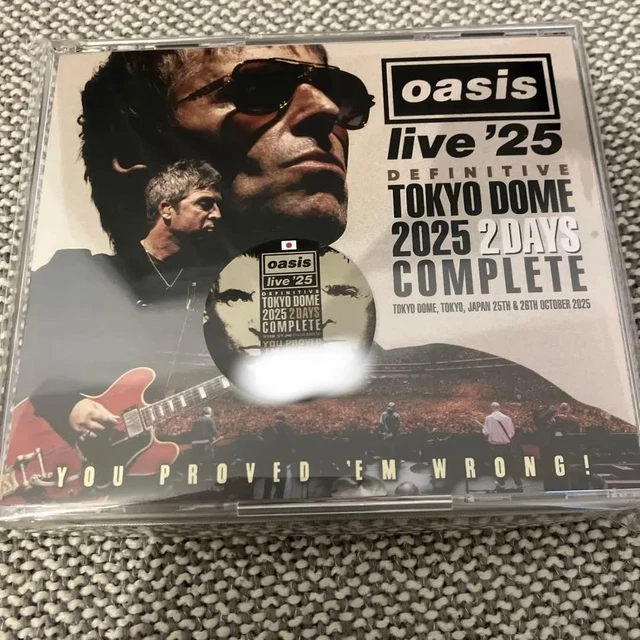 oasis
live '25
DEFINITIVE
TOKYO DOME
2025 2DAYS
COMPLETE
TOKYO DOME, TOKYO, JAPAN 25TH & 26TH OCTOBER 2025
oasis
live '25
DEFINITIVE
TOKYO DOME
2025 2DAYS
COMPLETE
YOU PROVED 'EM WRONG!